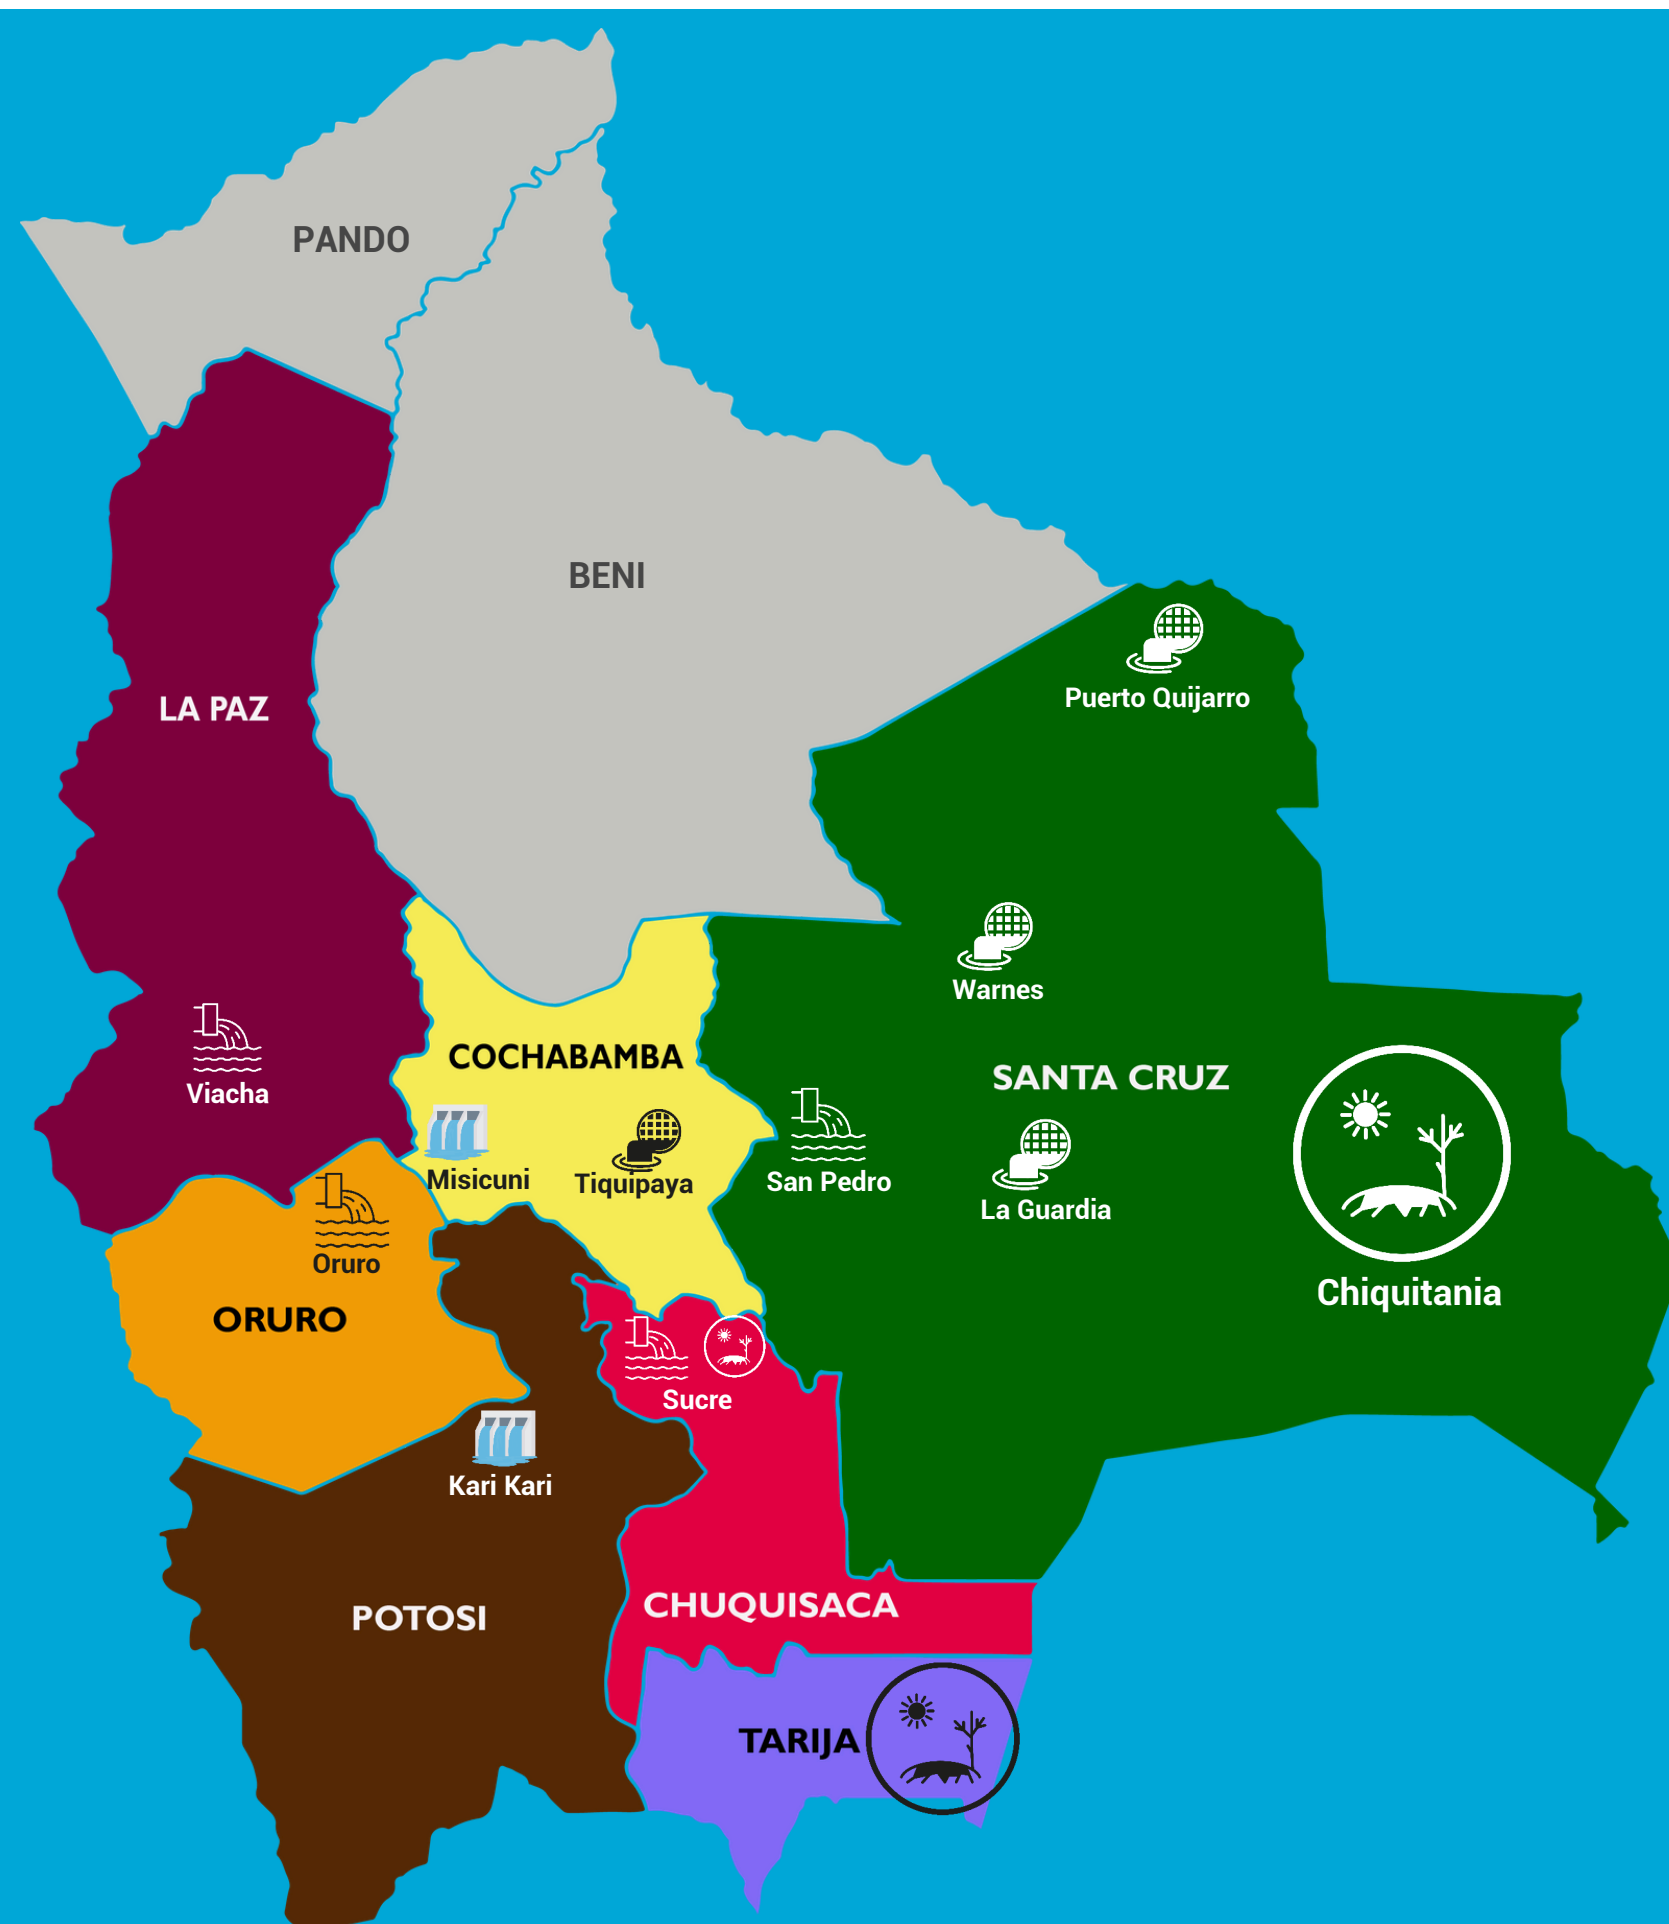 PANDO
BENI
LA PAZ
Puerto Quijarro
Warnes
COCHABAMBA
SANTA CRUZ
Viacha
Misicuni
Tiquipaya
San Pedro
La Guardia
Oruro
Chiquitania
ORURO
Sucre
Kari Kari
CHUQUISACA
POTOSI
TARIJA